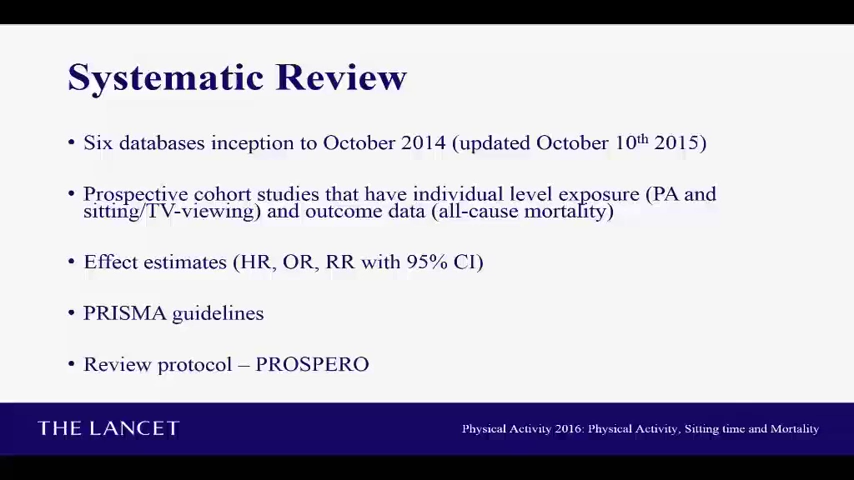 Systematic Review
• Six databases inception to October 2014 (updated October 10th 2015)
• Prospective cohort studies that have individual level exposure (PA and
sitting/TV-viewing) and outcome data (all-cause mortality)
• Effect estimates (HR, OR, RR with 95% CI)
• PRISMA guidelines
• Review protocol – PROSPERO
THE LANCET
Physical Activity 2016: Physical Activity, Sitting time and Mortality